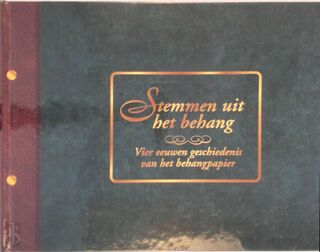 Stemmen uit
het behang
Vier eeuwen geschiedenis
van het behangpapier